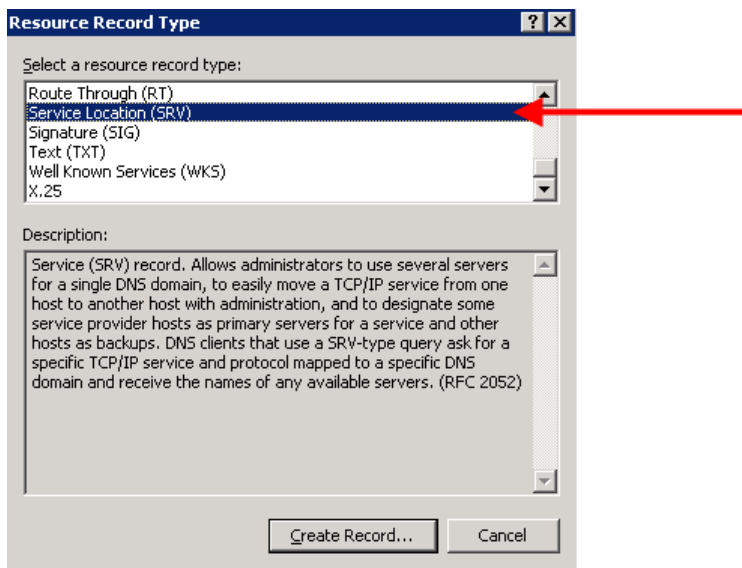 Resource Record Type
Select a resource record type:
Route Through (RT)
Service Location (SRV)
Signature (SIG)
Text (TXT)
Well Known Services (WKS)
X.25
Description:
Service (SRV) record. Allows administrators to use several servers
for a single DNS domain, to easily move a TCP/IP service from one
host to another host with administration, and to designate some
service provider hosts as primary servers for a service and other
hosts as backups. DNS clients that use a SRV-type query ask for a
specific TCP/IP service and protocol mapped to a specific DNS
domain and receive the names of any available servers. (RFC 2052)
Create Record... Cancel